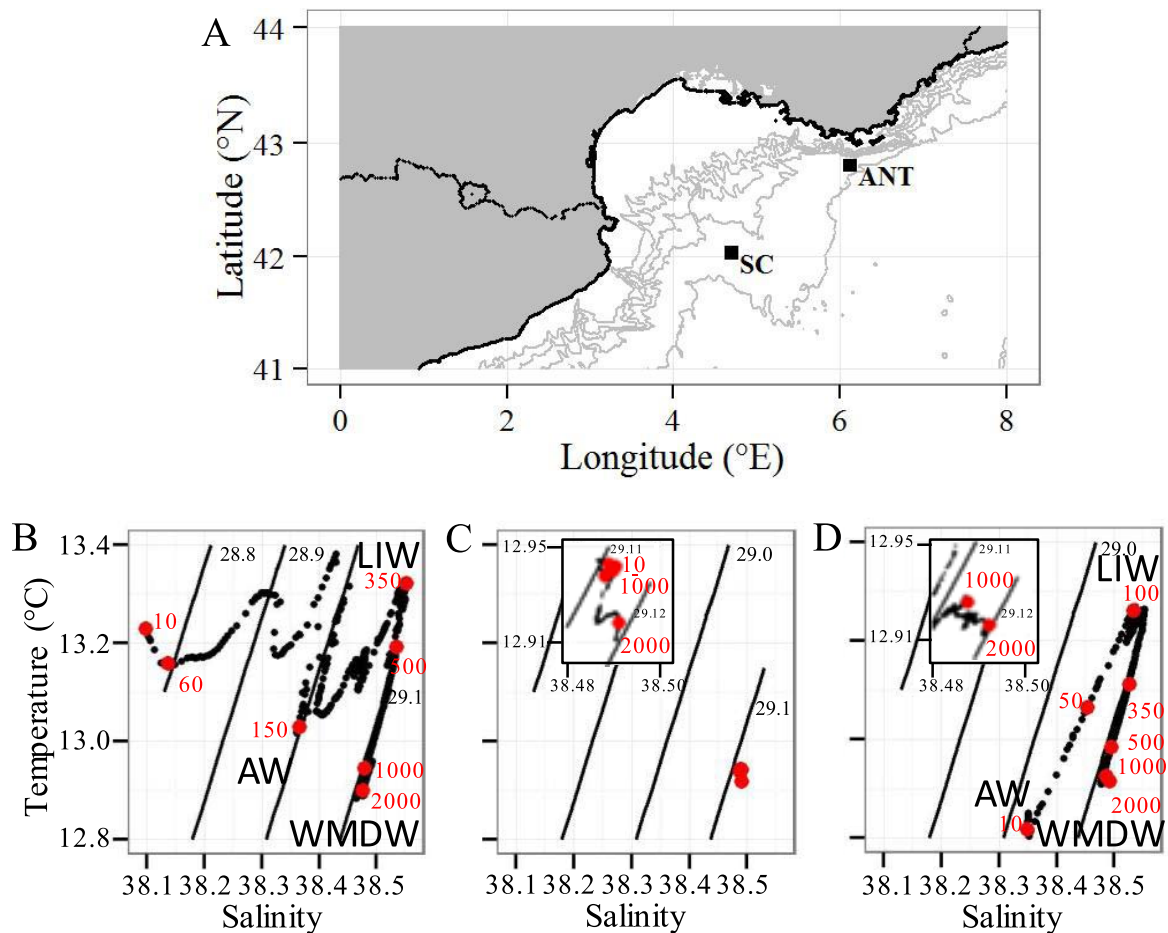 A
44
43
42
41
Latitude (°N)
ANT
SC
0 2 4 6 8
Longitude (°E)
B
13.4
13.2
13.0
12.8
Temperature (°C)
28.8
28.9
LIW
350
10
60
500
29.1
150
AW
1000
2000
WMDW
38.1 38.2 38.3 38.4 38.5
Salinity
C
12.95
12.91
29.11
10
-
1000
29.12
2000
38.48 38.50
29.0
29.1
38.1 38.2 38.3 38.4 38.5
Salinity
D
12.95
12.91
29.11
1000
29.12
2000
38.48 38.50
29.0
LIW
100
50
350
500
1000
2000
AW
10
WMDW
38.1 38.2 38.3 38.4 38.5
Salinity